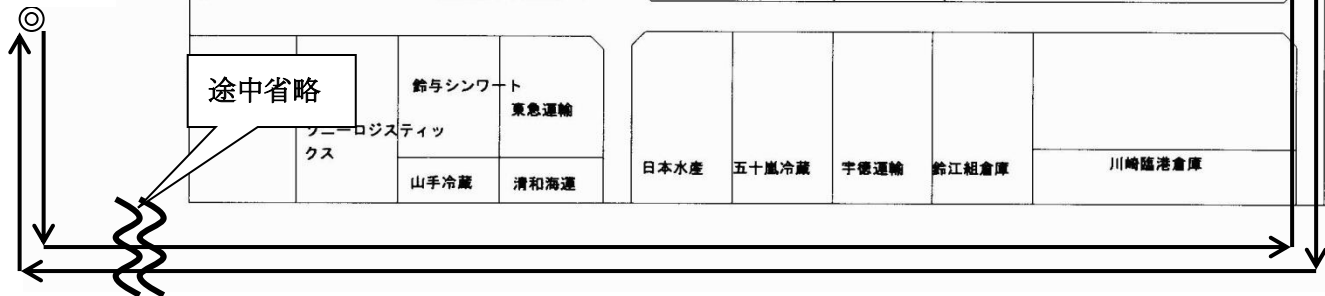 ◎
途中省略
鈴与シンワート
東急運輸
ソニーロジスティッ
クス
山手冷蔵
清和海運
日本水産
五十嵐冷蔵
宇徳運輸
鈴江組倉庫
川崎臨港倉庫